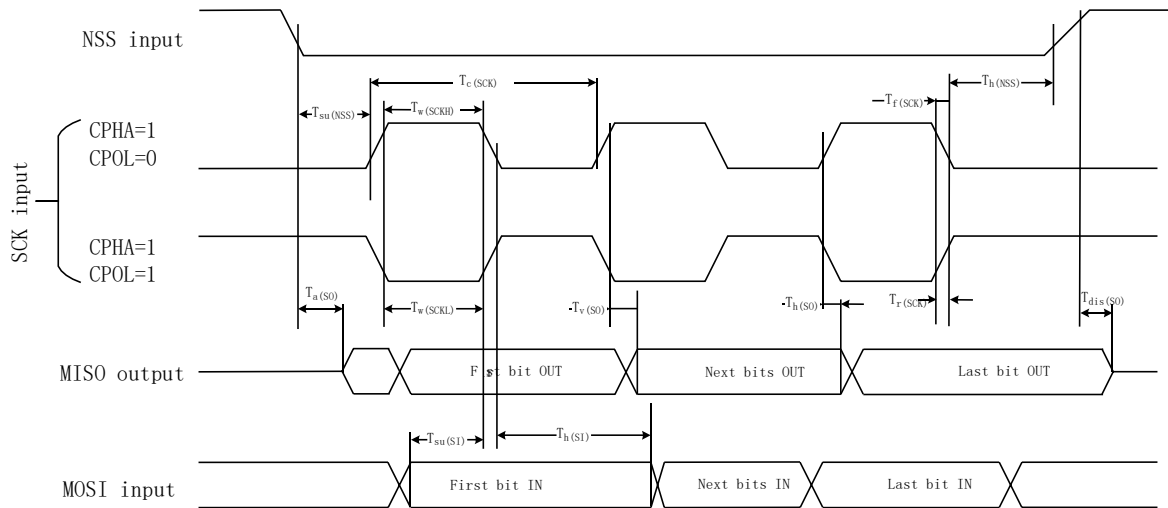 NSS input
Tc(SCK)
Th(NSS)
Tf(SCK)
Tsu(NSS)
Tw(SCKH)
CPHA=1
CPOL=0
SCK input
CPHA=1
CPOL=1
Ta(SO)
Tw(SCKL)
Tv(SO)
Th(SO)
Tr(SCK)
Tdis(SO)
MISO output
First bit OUT
Next bits OUT
Last bit OUT
Tsu(SI)
Th(SI)
MOSI input
First bit IN
Next bits IN
Last bit IN